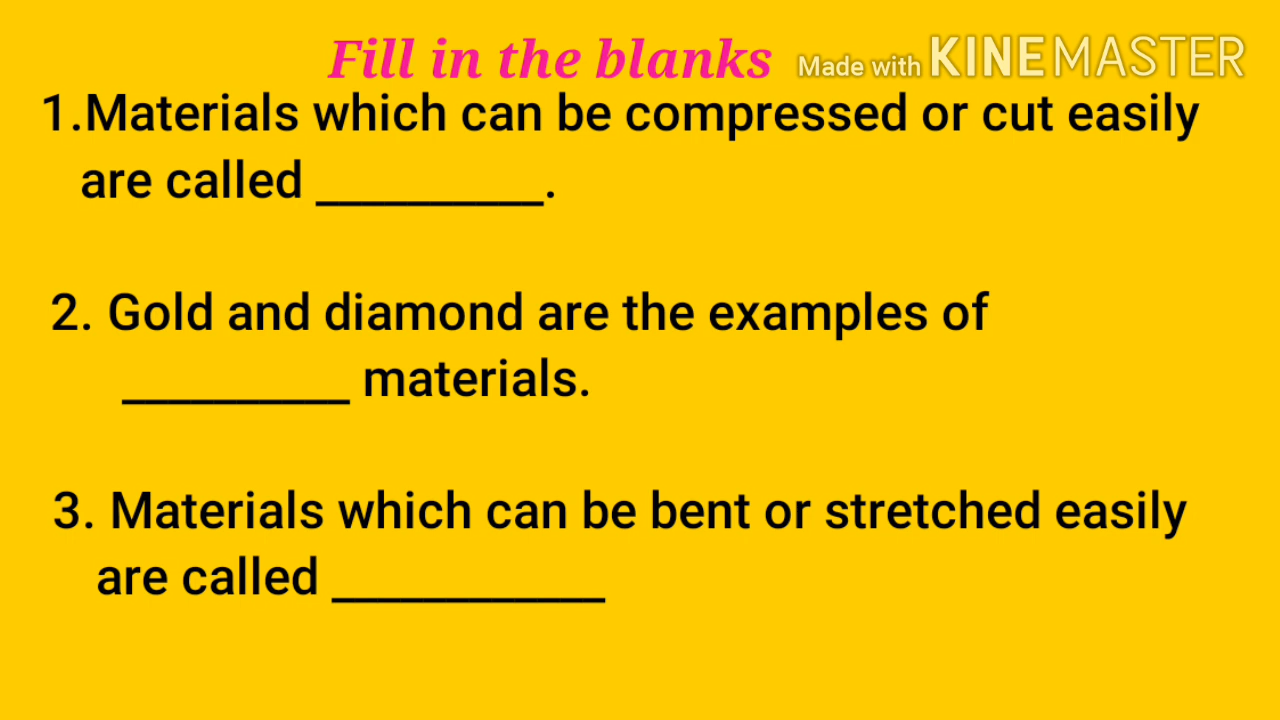 Fill in the blanks Made with KINEMASTER
1.Materials which can be compressed or cut easily
are called __________.
2. Gold and diamond are the examples of
__________ materials.
3. Materials which can be bent or stretched easily
are called ____________